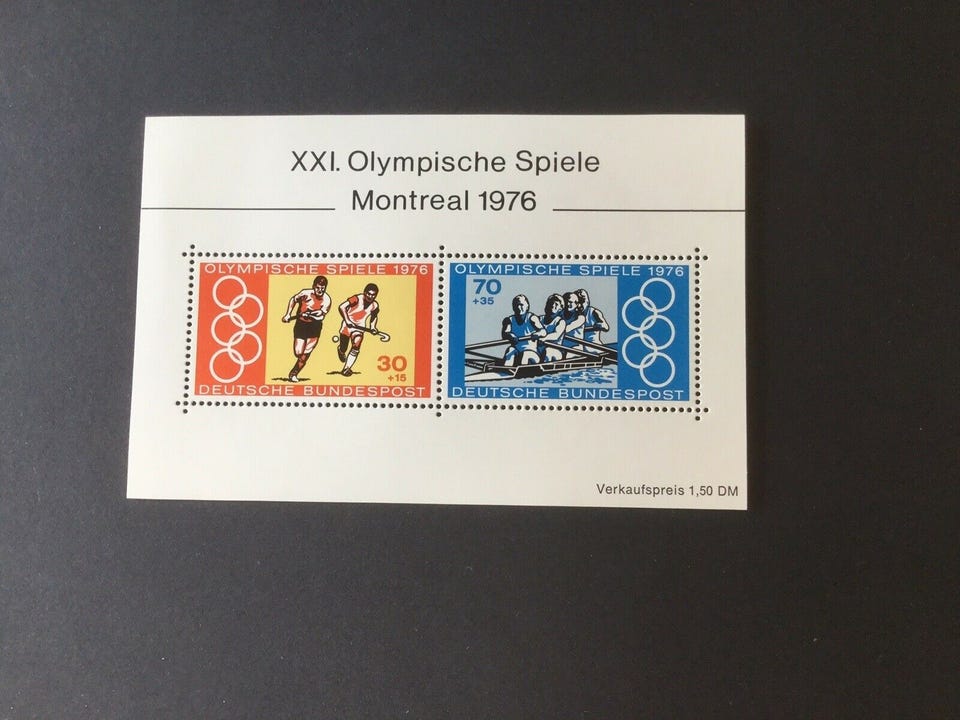 XXI. Olympische Spiele
Montreal 1976
OLYMPISCHE SPIELE 1976
30
+15
DEUTSCHE BUNDESPOST
OLYMPISCHE SPIELE 1976
70
+35
DEUTSCHE BUNDESPOST
Verkaufspreis 1,50 DM